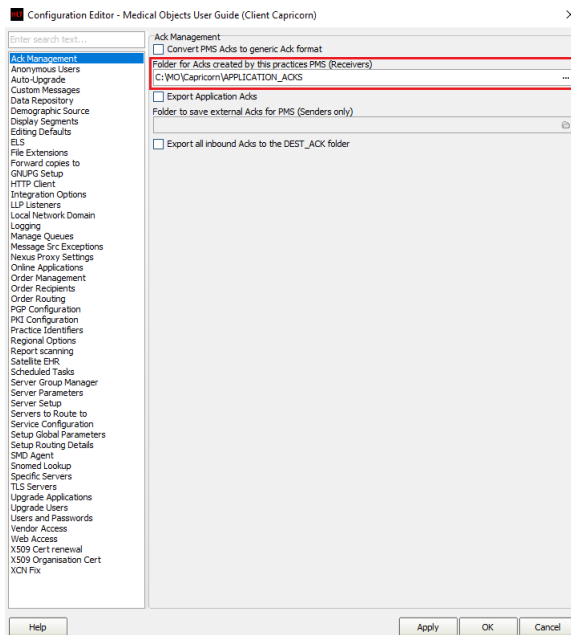 Configuration Editor - Medical Objects User Guide (Client Capricorn)
Enter search text...
Ack Management
Anonymous Users
Auto-Upgrade
Custom Messages
Data Repository
Demographic Source
Display Segments
Editing Defaults
ELS
File Extensions
Forward copies to
GNUPG Setup
HTTP Client
Integration Options
LLP Listeners
Local Network Domain
Logging
Manage Queues
Message Src Exceptions
Nexus Proxy Settings
Online Applications
Order Management
Order Recipients
Order Routing
PGP Configuration
PKI Configuration
Practice Identifiers
Regional Options
Report scanning
Satellite EHR
Scheduled Tasks
Server Group Manager
Server Parameters
Server Setup
Servers to Route to
Service Configuration
Setup Global Parameters
Setup Routing Details
SMD Agent
Snomed Lookup
Specific Servers
TLS Servers
Upgrade Applications
Upgrade Users
Users and Passwords
Vendor Access
Web Access
X509 Cert renewal
X509 Organisation Cert
XCN Fix
Ack Management
Convert PMS Acks to generic Ack format
Folder for Acks created by this practices PMS (Receivers)
C:\MO\Capricorn\APPLICATION_ACKS
...
Export Application Acks
Folder to save external Acks for PMS (Senders only)
Export all inbound Acks to the DEST_ACK folder
Help
Apply
OK
Cancel